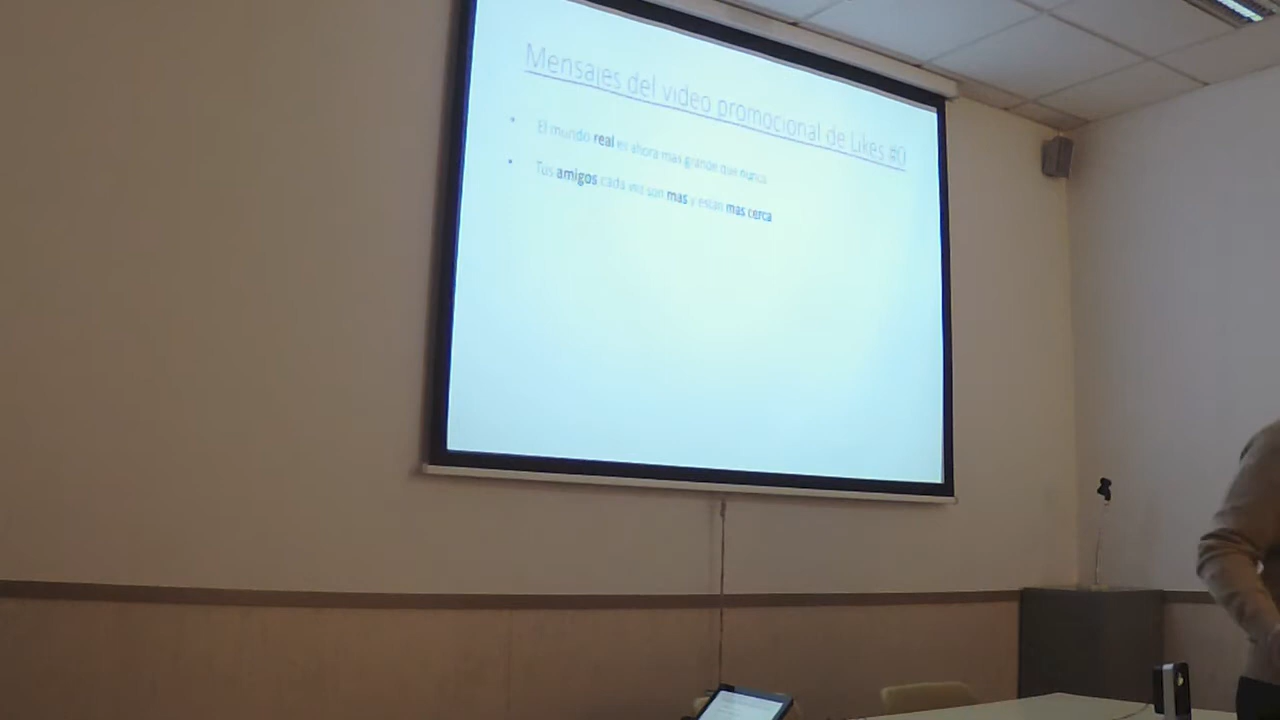 Mensajes del video promocional de Likes #0
El mundo real es ahora mas grande que nunca
Tus amigos cada vez son mas y estan mas cerca